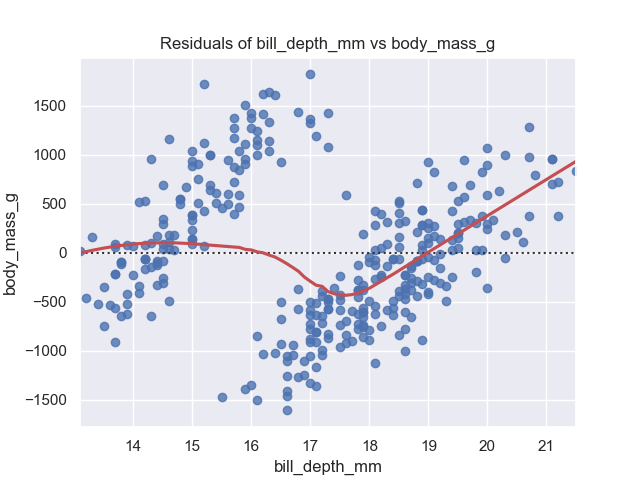 Residuals of bill_depth_mm vs body_mass_g
body_mass_g
1500
1000
500
0
−500
−1000
−1500
14 15 16 17 18 19 20 21
bill_depth_mm